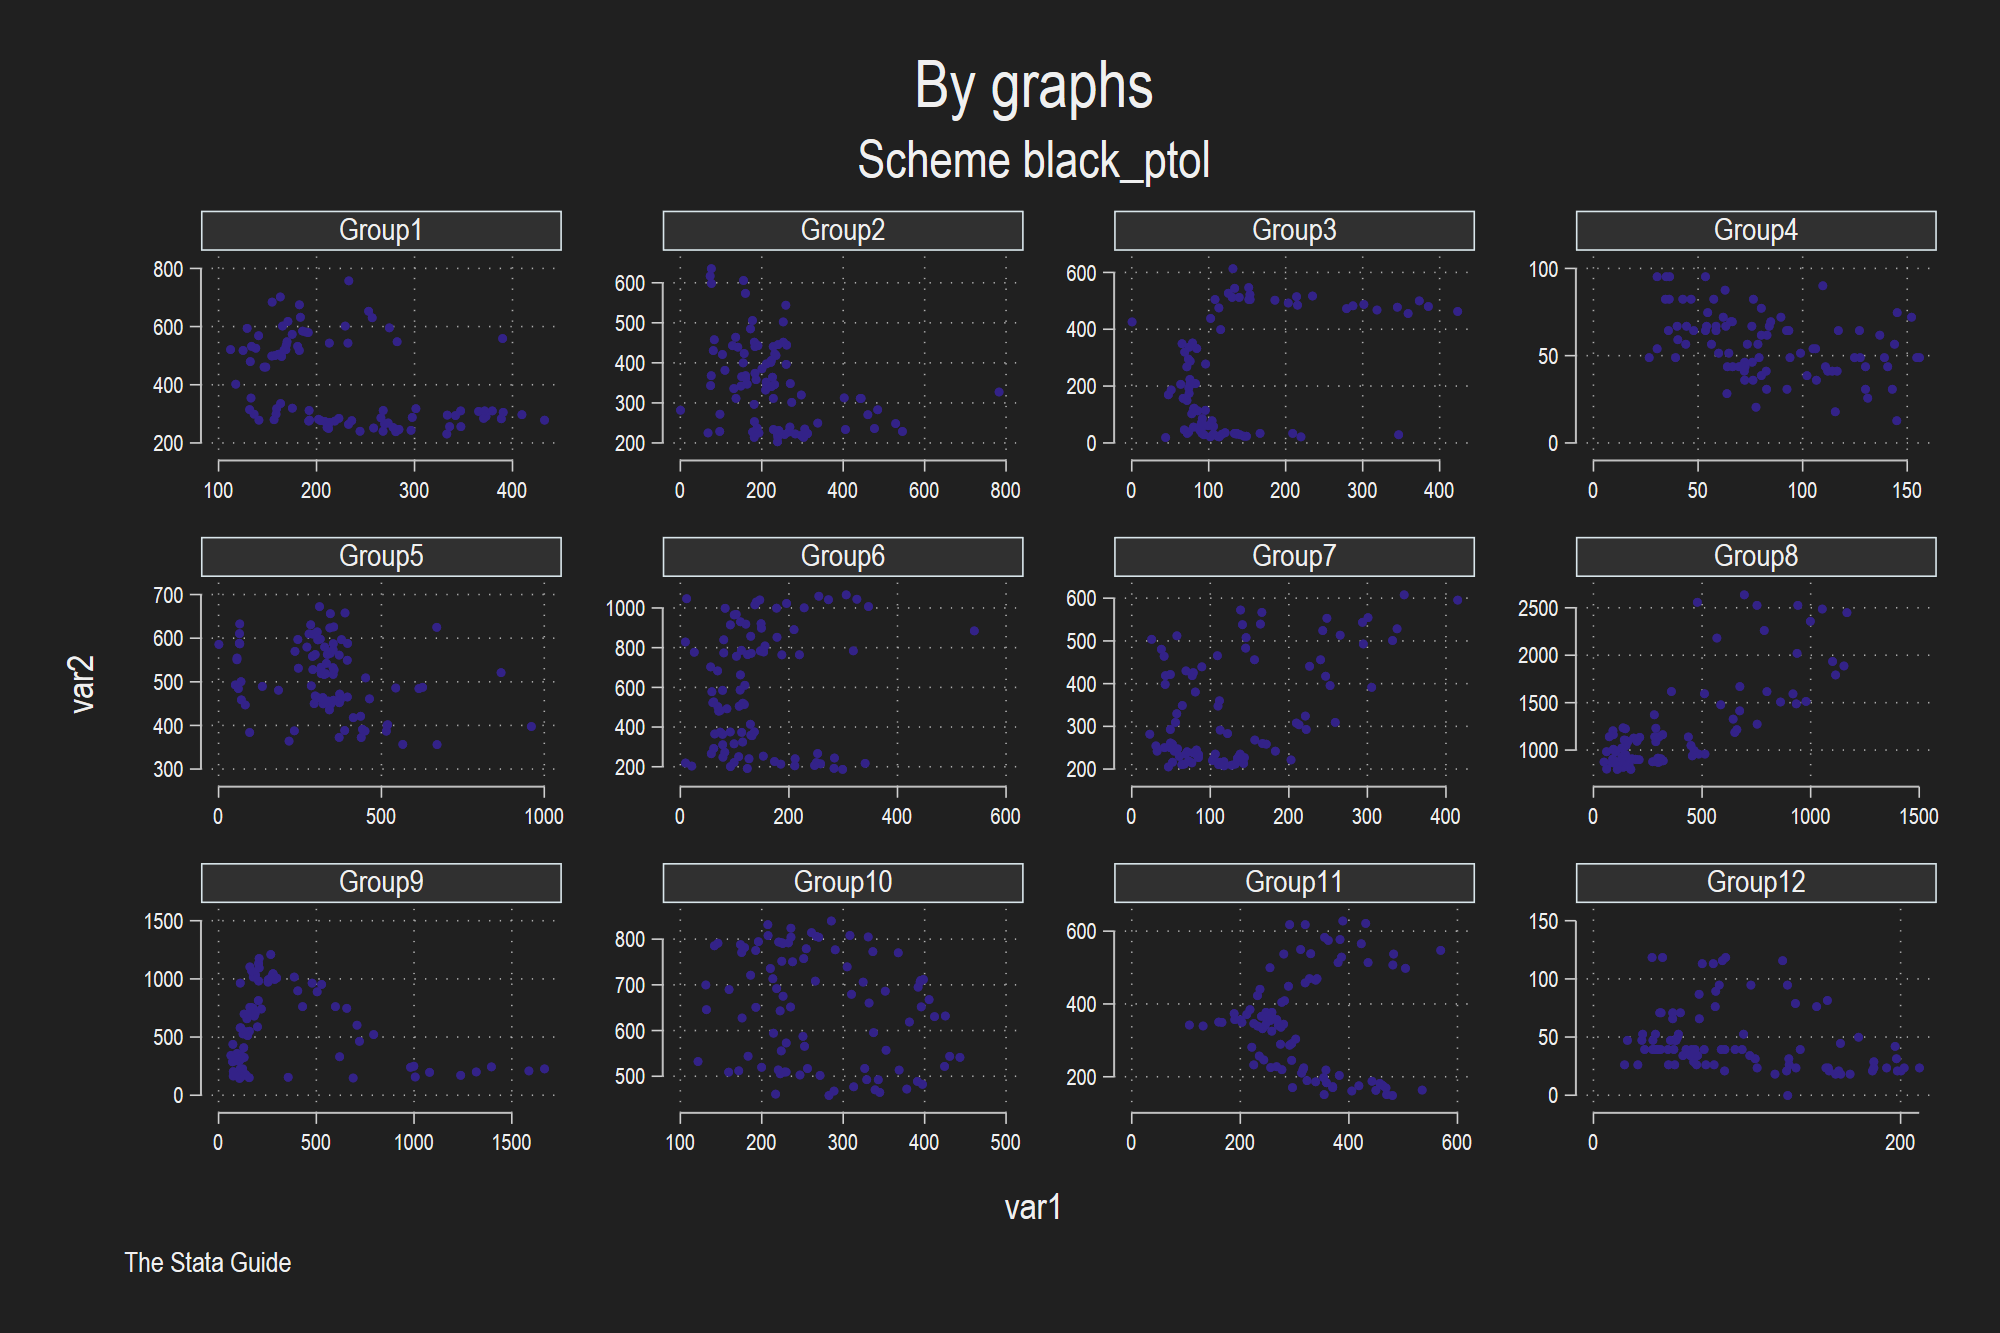 By graphs
Scheme black_ptol
Group1 Group2 Group3 Group4
800 600 400 200
100 200 300 400
600 500 400 300 200
0 200 400 600 800
600 400 200 0
0 100 200 300 400
100 50 0
0 50 100 150
Group5 Group6 Group7 Group8
700 600 500 400 300
0 500 1000
1000 800 600 400 200
0 200 400 600
600 500 400 300 200
0 100 200 300 400
2500 2000 1500 1000
0 500 1000 1500
Group9 Group10 Group11 Group12
1500 1000 500 0
0 500 1000 1500
800 700 600 500
100 200 300 400 500
600 400 200
0 200 400 600
150 100 50 0
0 200
var2
var1
The Stata Guide